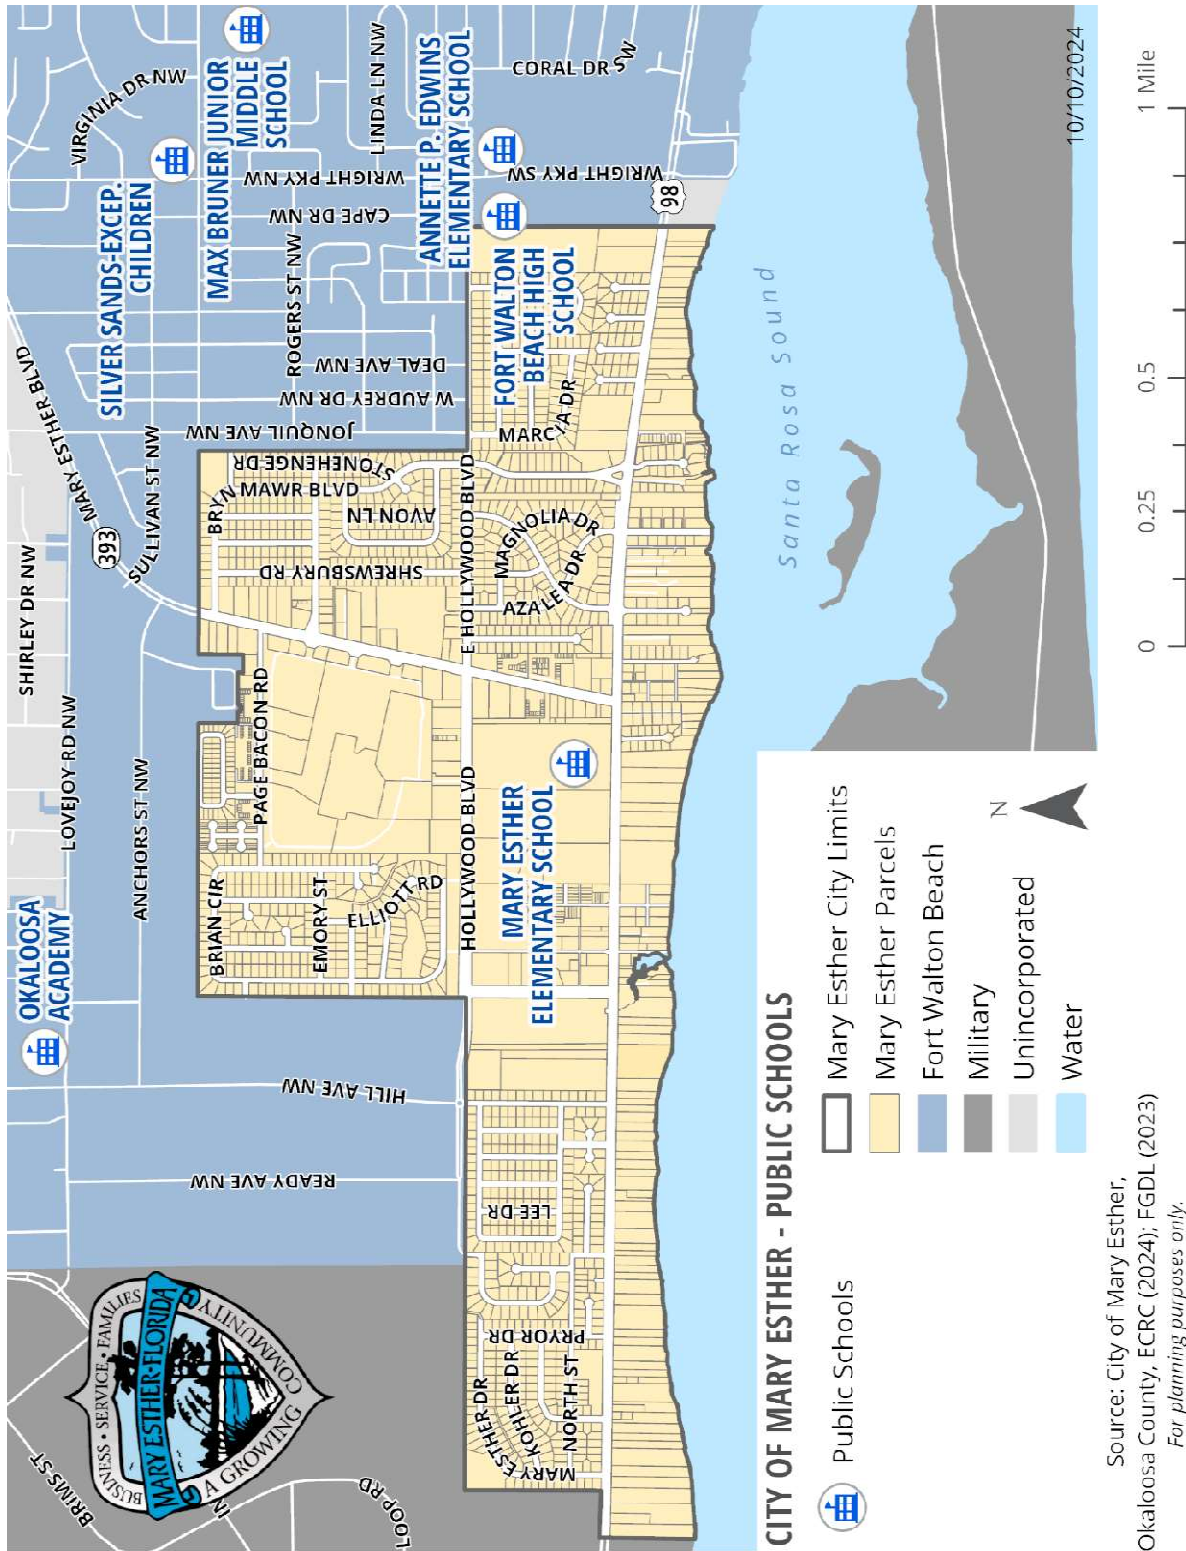 BRIMS ST
LOOP RD
IN
BUSINESS • SERVICE • FAMILIES
MARY ESTHER•FLORIDA
A GROWING COMMUNITY
OKALOOSA
ACADEMY
SHIRLEY DR NW
LOVEJOY RD NW
ANCHORS ST NW
MARY ESTHER BLVD
393
SULLIVAN ST NW
SILVER SANDS-EXCEP.
CHILDREN
VIRGINIA DR NW
MAX BRUNER JUNIOR
MIDDLE
SCHOOL
READY AVE NW
HILL AVE NW
BRIAN CIR
EMORY ST
ELLIOTT RD
PAGE BACON RD
BRYN MAWR BLVD
STONEHENGE DR
AVON LN
SHREWSBURY RD
JONQUIL AVE NW
W AUDREY DR NW
DEAL AVE NW
ROGERS ST NW
CAPE DR NW
WRIGHT PKY NW
LINDA LN NW
ANNETTE P. EDWINS
ELEMENTARY SCHOOL
HOLLYWOOD BLVD
E HOLLYWOOD BLVD
MARY ESTHER
ELEMENTARY SCHOOL
FORT WALTON
BEACH HIGH
SCHOOL
CORAL DR SW
WRIGHT PKY SW
98
MARY ESTHER DR
KOHLER DR
NORTH ST
PRYOR DR
LEE DR
MAGNOLIA DR
AZALEA DR
MARCIA DR
Santa Rosa Sound
CITY OF MARY ESTHER - PUBLIC SCHOOLS
Public Schools
Mary Esther City Limits
Mary Esther Parcels
Fort Walton Beach
Military
Unincorporated
Water
N
Source: City of Mary Esther,
Okaloosa County, ECRC (2024); FGDL (2023)
For planning purposes only.
0 0.25 0.5 1 Mile
10/10/2024